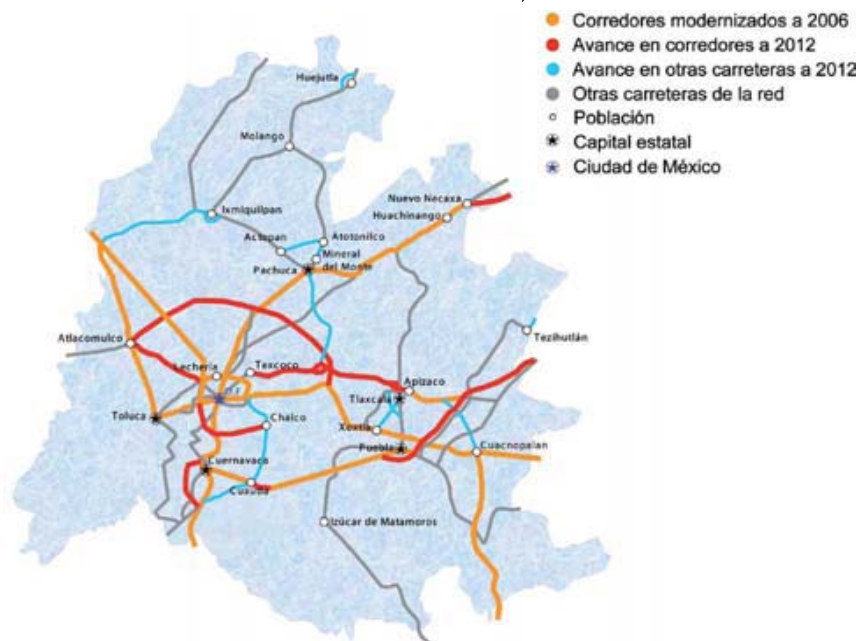 Corredores modernizados a 2006
Avance en corredores a 2012
Avance en otras carreteras a 2012
Otras carreteras de la red
Población
Capital estatal
Ciudad de México
Huejutla
Molango
Nuevo Necaxa
Huachinango
Ixmiquilpan
Actopan
Atotonilco
Mineral
del Monte
Pachuca
Atlacomulco
Tezihutlán
Lechería
Texcoco
Apizaco
D.F.
Tlaxcala
Toluca
Chalco
Xoxtla
Puebla
Cuacnopalan
Cuernavaca
Cuautla
Izúcar de Matamoros